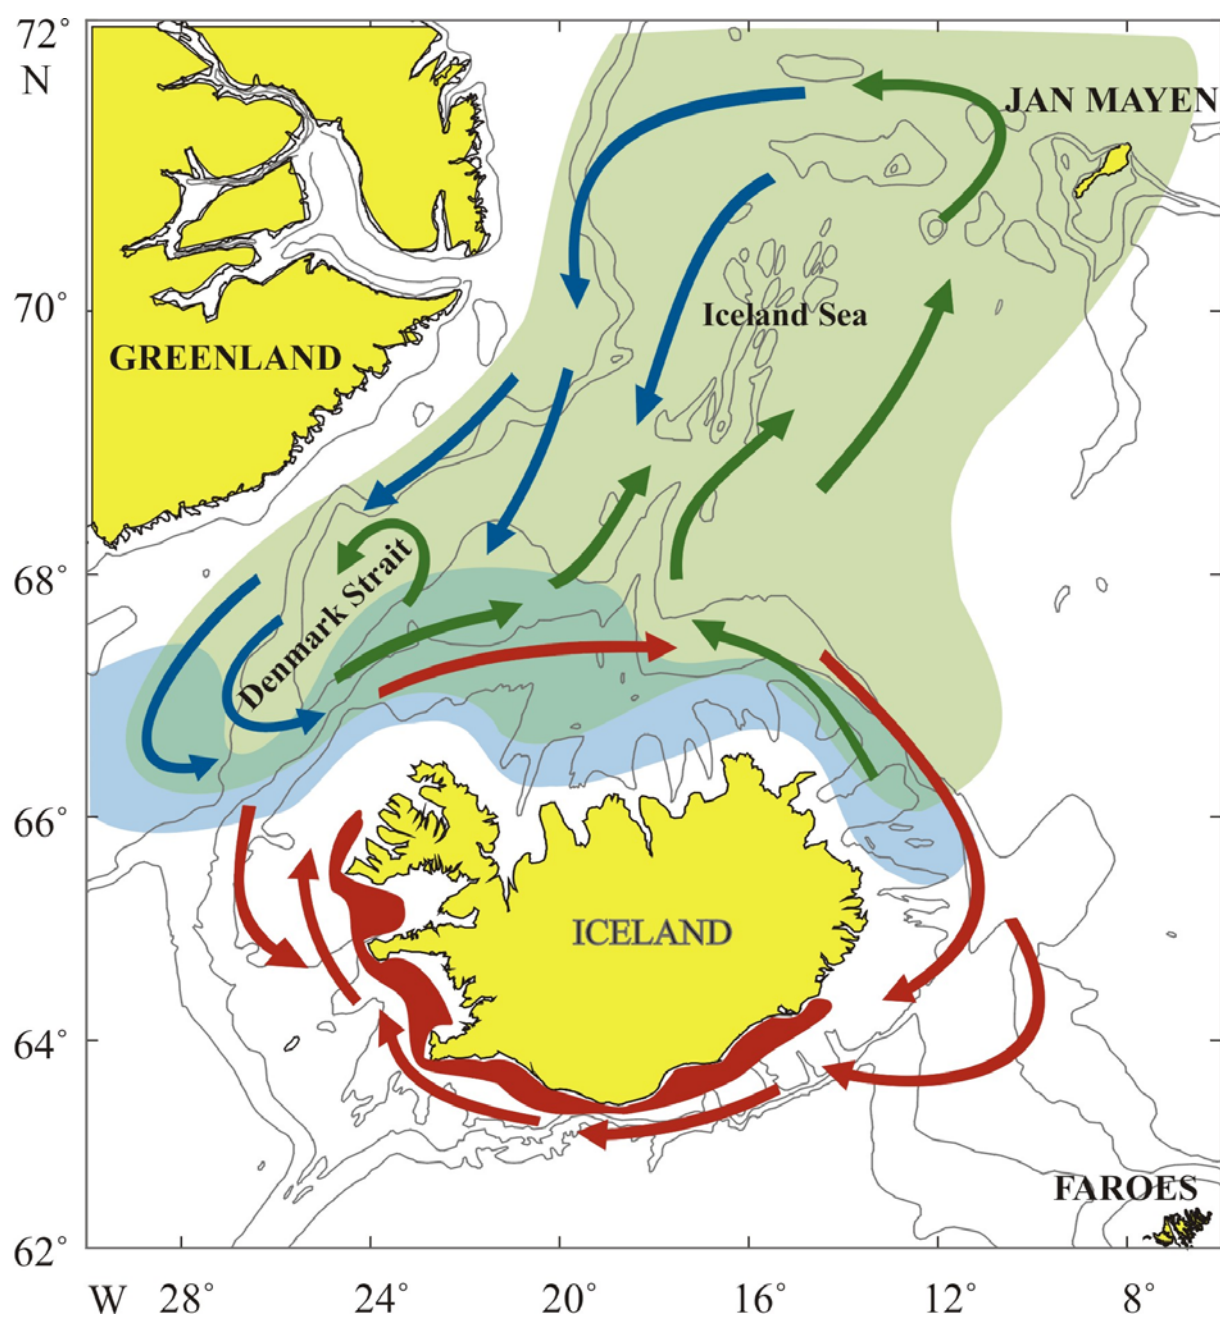 72°
N
JAN MAYEN
70°
Iceland Sea
GREENLAND
68°
Denmark Strait
66°
ICELAND
64°
FAROES
62°
W 28° 24° 20° 16° 12° 8°